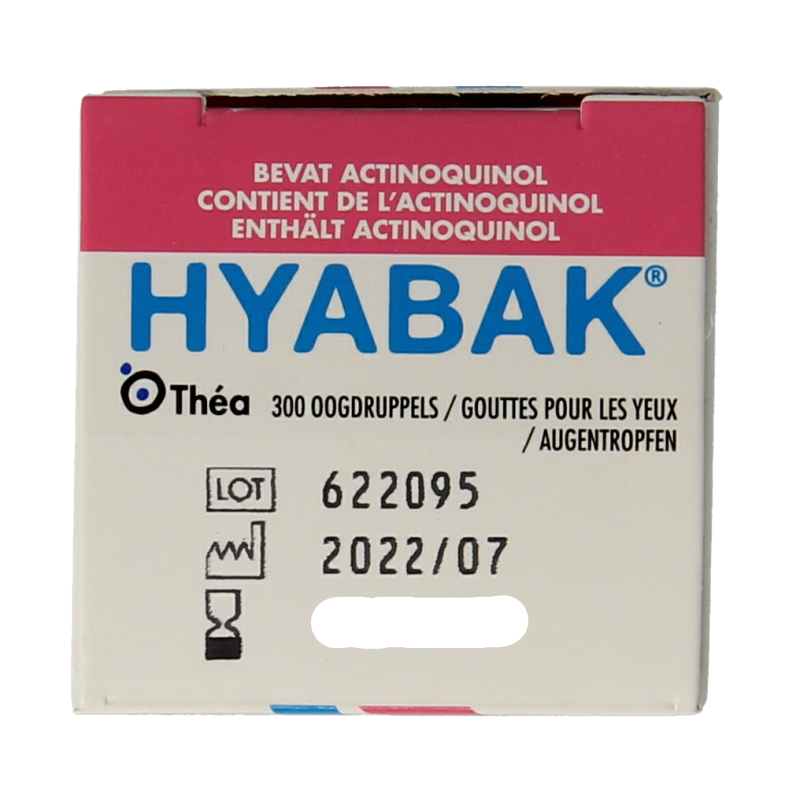 BEVAT ACTINOQUINOL
CONTIENT DE L'ACTINOQUINOL
ENTHÄLT ACTINOQUINOL
HYABAK®
Théa 300 OOGDRUPPELS / GOUTTES POUR LES YEUX
/ AUGENTROPFEN
LOT 622095
2022/07